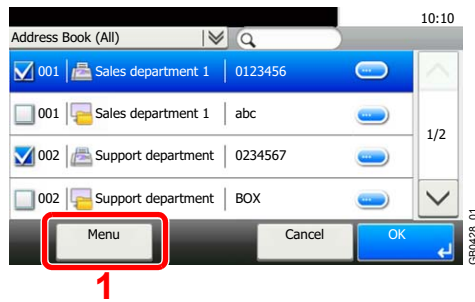 10:10
Address Book (All)
001 Sales department 1 0123456
001 Sales department 1 abc
1/2
002 Support department 0234567
002 Support department BOX
Menu Cancel OK
1
GB0428_01